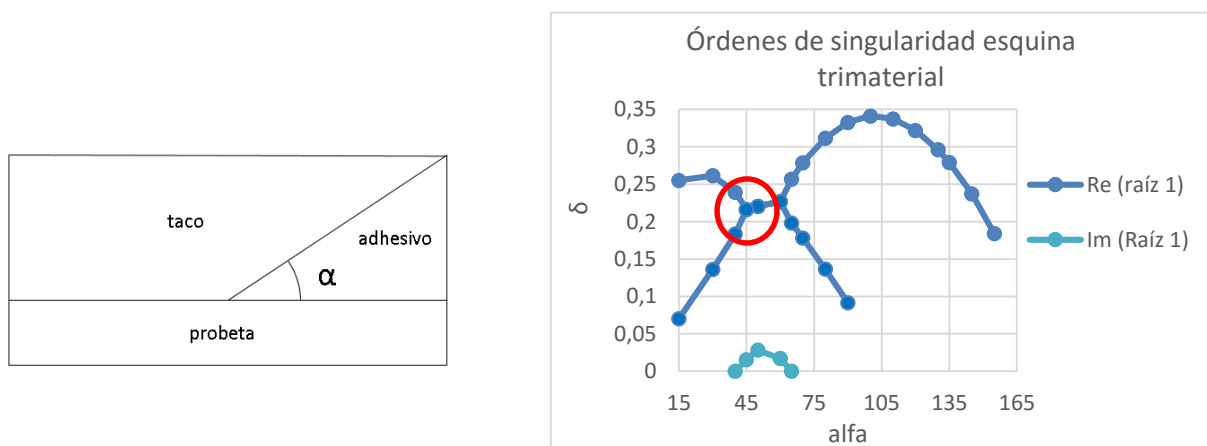 taco
adhesivo
α
probeta
Órdenes de singularidad esquina
trimaterial
0,35
0,3
0,25
0,2
0,15
0,1
0,05
0
δ
15 45 75 105 135 165
alfa
Re (raíz 1)
Im (Raíz 1)